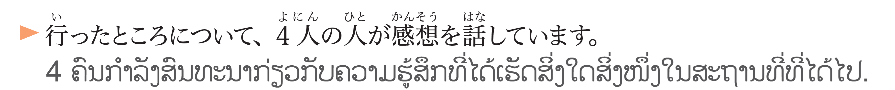 行ったところについて、4人の人が感想を話しています。
4 ຄົນກຳລັງສົນທະນາກ່ຽວກັບຄວາມຮູ້ສຶກທີ່ໄດ້ເຮັດສິ່ງໃດສິ່ງໜຶ່ງໃນສະຖານທີ່ທີ່ໄດ້ໄປ.